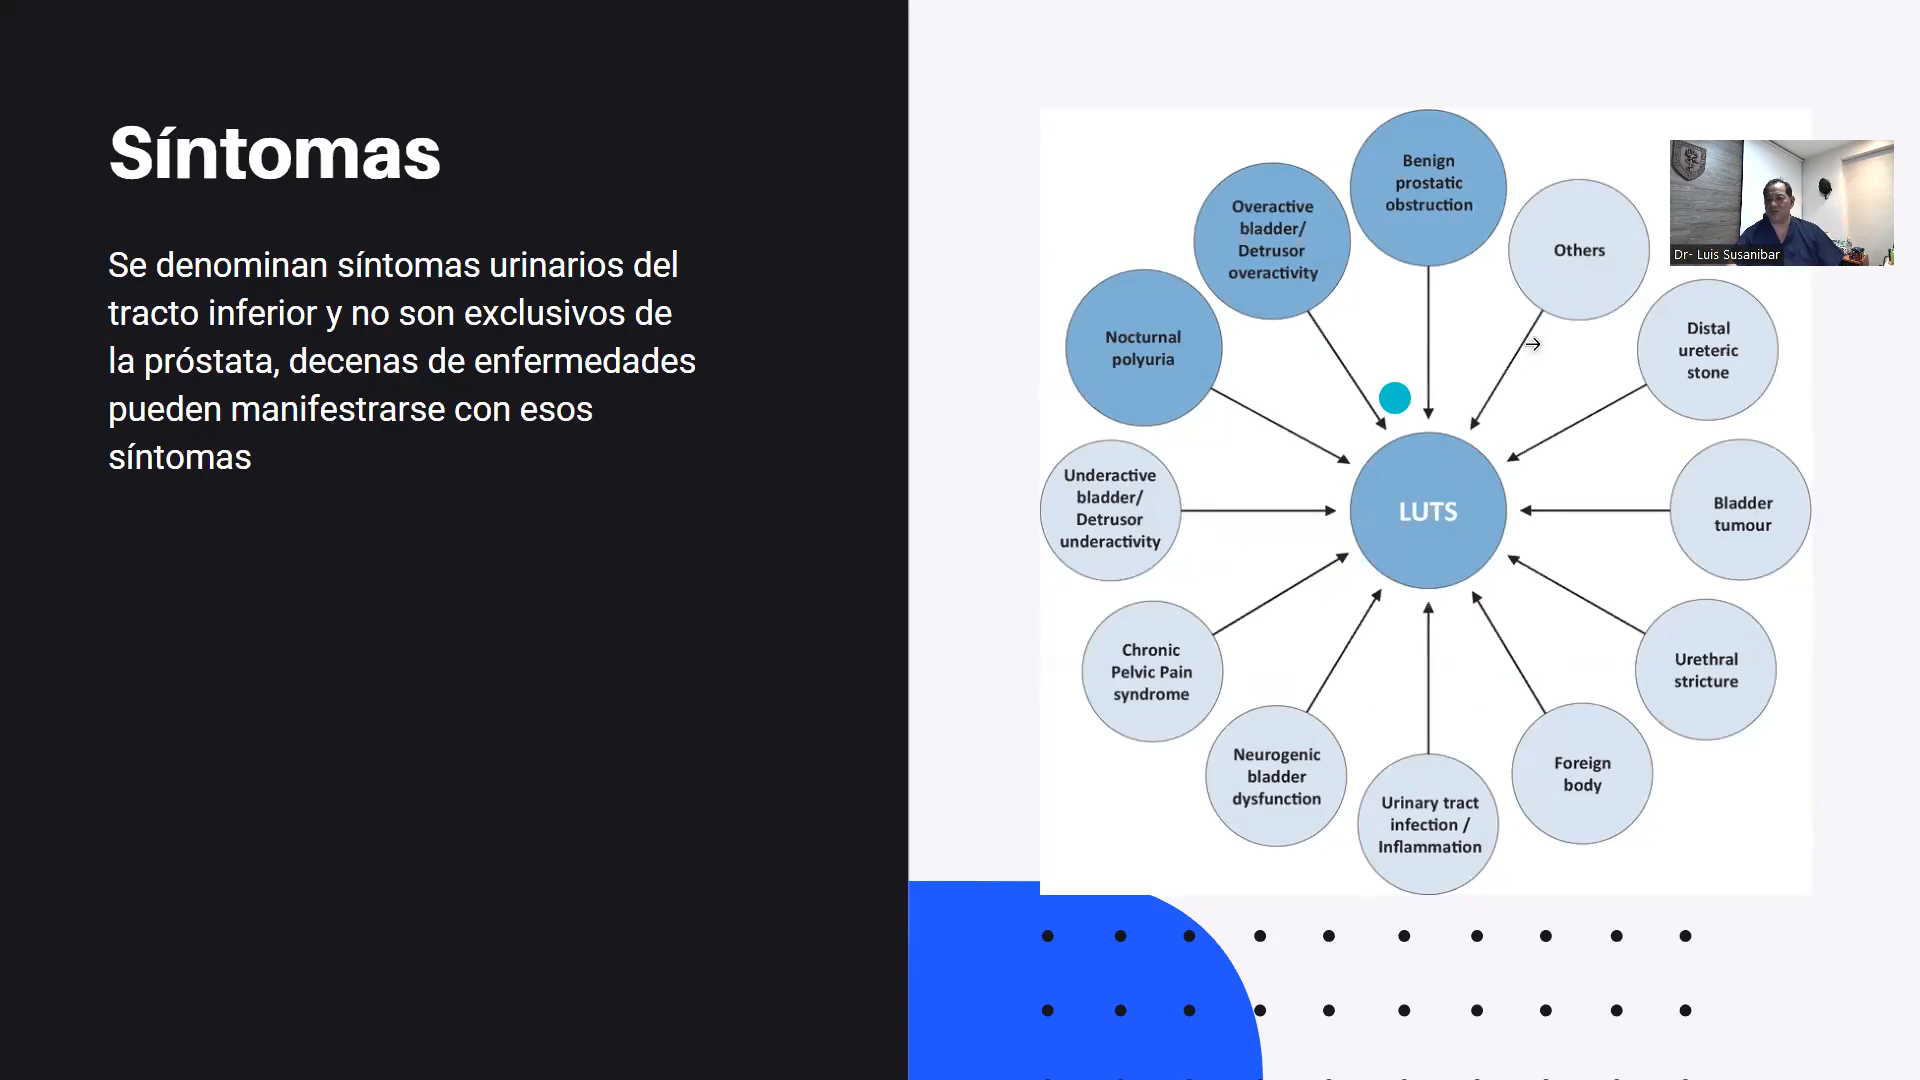 Síntomas
Se denominan síntomas urinarios del
tracto inferior y no son exclusivos de
la próstata, decenas de enfermedades
pueden manifestrarse con esos
síntomas
Benign
prostatic
obstruction
Overactive
bladder/
Detrusor
overactivity
Others
Dr- Luis Susanibar
Nocturnal
polyuria
Distal
ureteric
stone
Underactive
bladder/
Detrusor
underactivity
LUTS
Bladder
tumour
Chronic
Pelvic Pain
syndrome
Urethral
stricture
Neurogenic
bladder
dysfunction
Urinary tract
infection /
Inflammation
Foreign
body